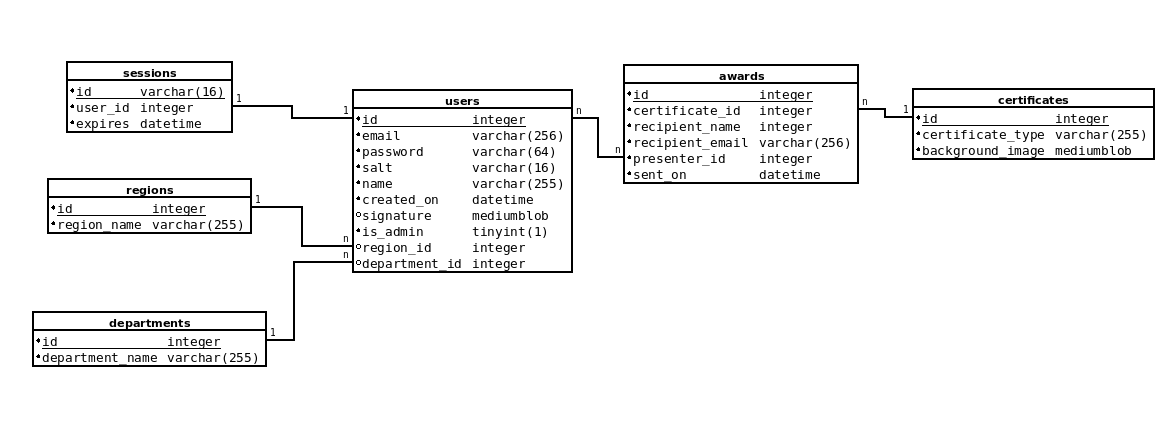 sessions
id varchar(16)
user_id integer
expires datetime
1
1
users
id integer
email varchar(256)
password varchar(64)
salt varchar(16)
name varchar(255)
created_on datetime
signature mediumblob
is_admin tinyint(1)
region_id integer
department_id integer
n
n
awards
id integer
certificate_id integer
recipient_name integer
recipient_email varchar(256)
presenter_id integer
sent_on datetime
n
1
certificates
id integer
certificate_type varchar(255)
background_image mediumblob
regions
id integer
region_name varchar(255)
1
n
n
departments
id integer
department_name varchar(255)
1